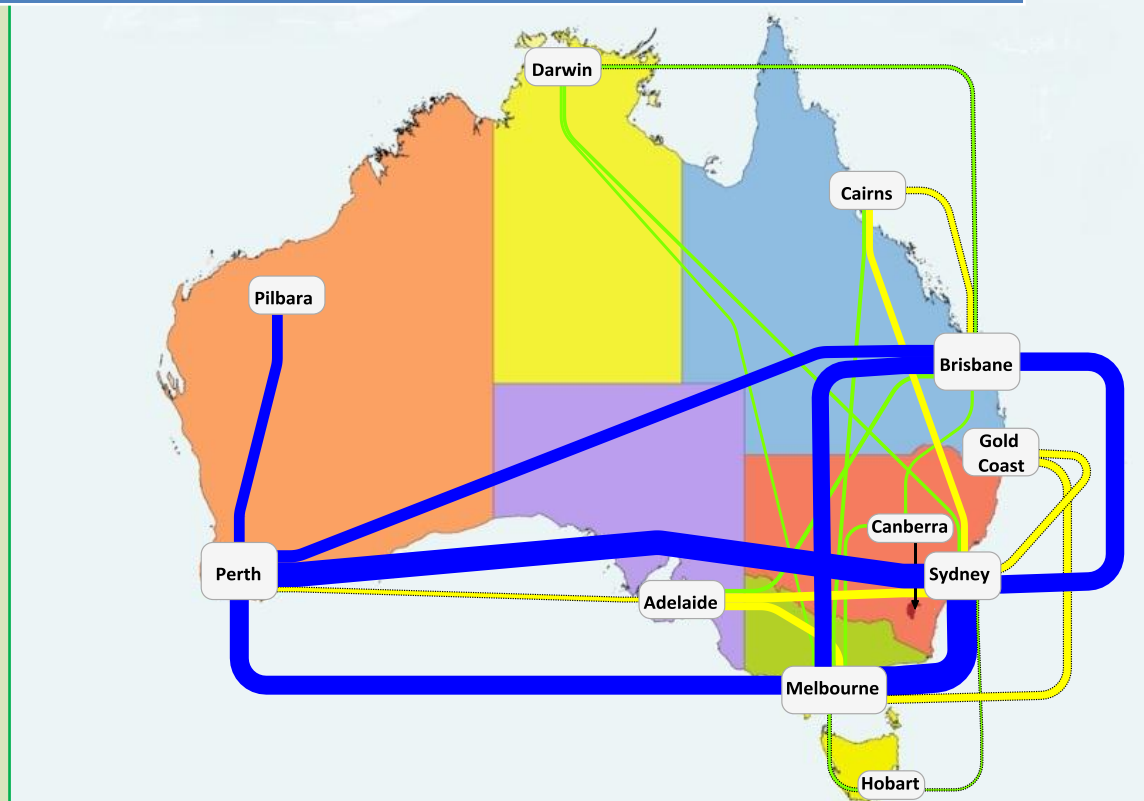 Darwin
Cairns
Pilbara
Brisbane
Gold
Coast
Canberra
Perth
Sydney
Adelaide
Melbourne
Hobart